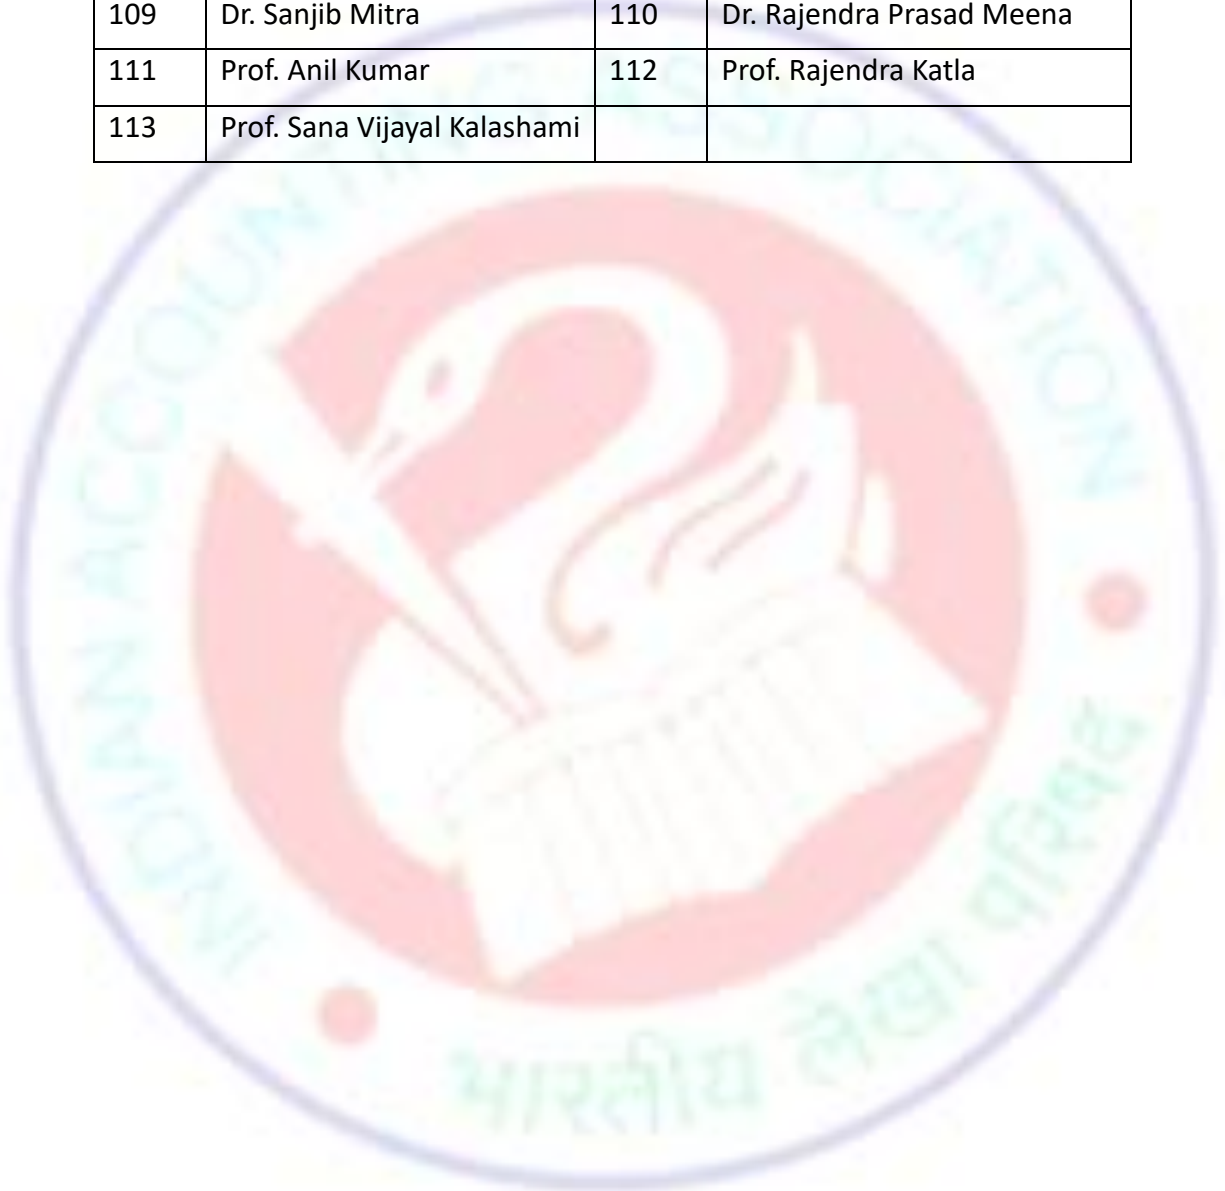 109 Dr. Sanjib Mitra 110 Dr. Rajendra Prasad Meena
111 Prof. Anil Kumar 112 Prof. Rajendra Katla
113 Prof. Sana Vijayal Kalashami
INDIAN ACCOUNTING ASSOCIATION
भारतीय लेखा परिषद